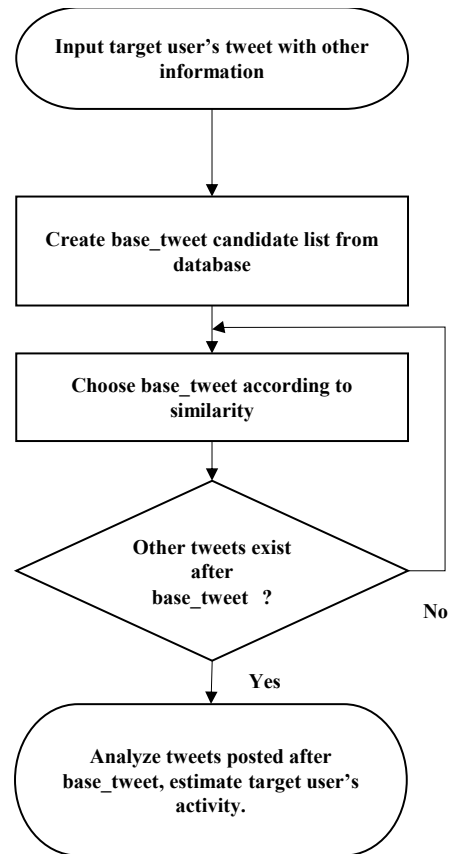 Input target user's tweet with other
information
Create base_tweet candidate list from
database
Choose base_tweet according to
similarity
Other tweets exist
after
base_tweet ?
No
Yes
Analyze tweets posted after
base_tweet, estimate target user's
activity.